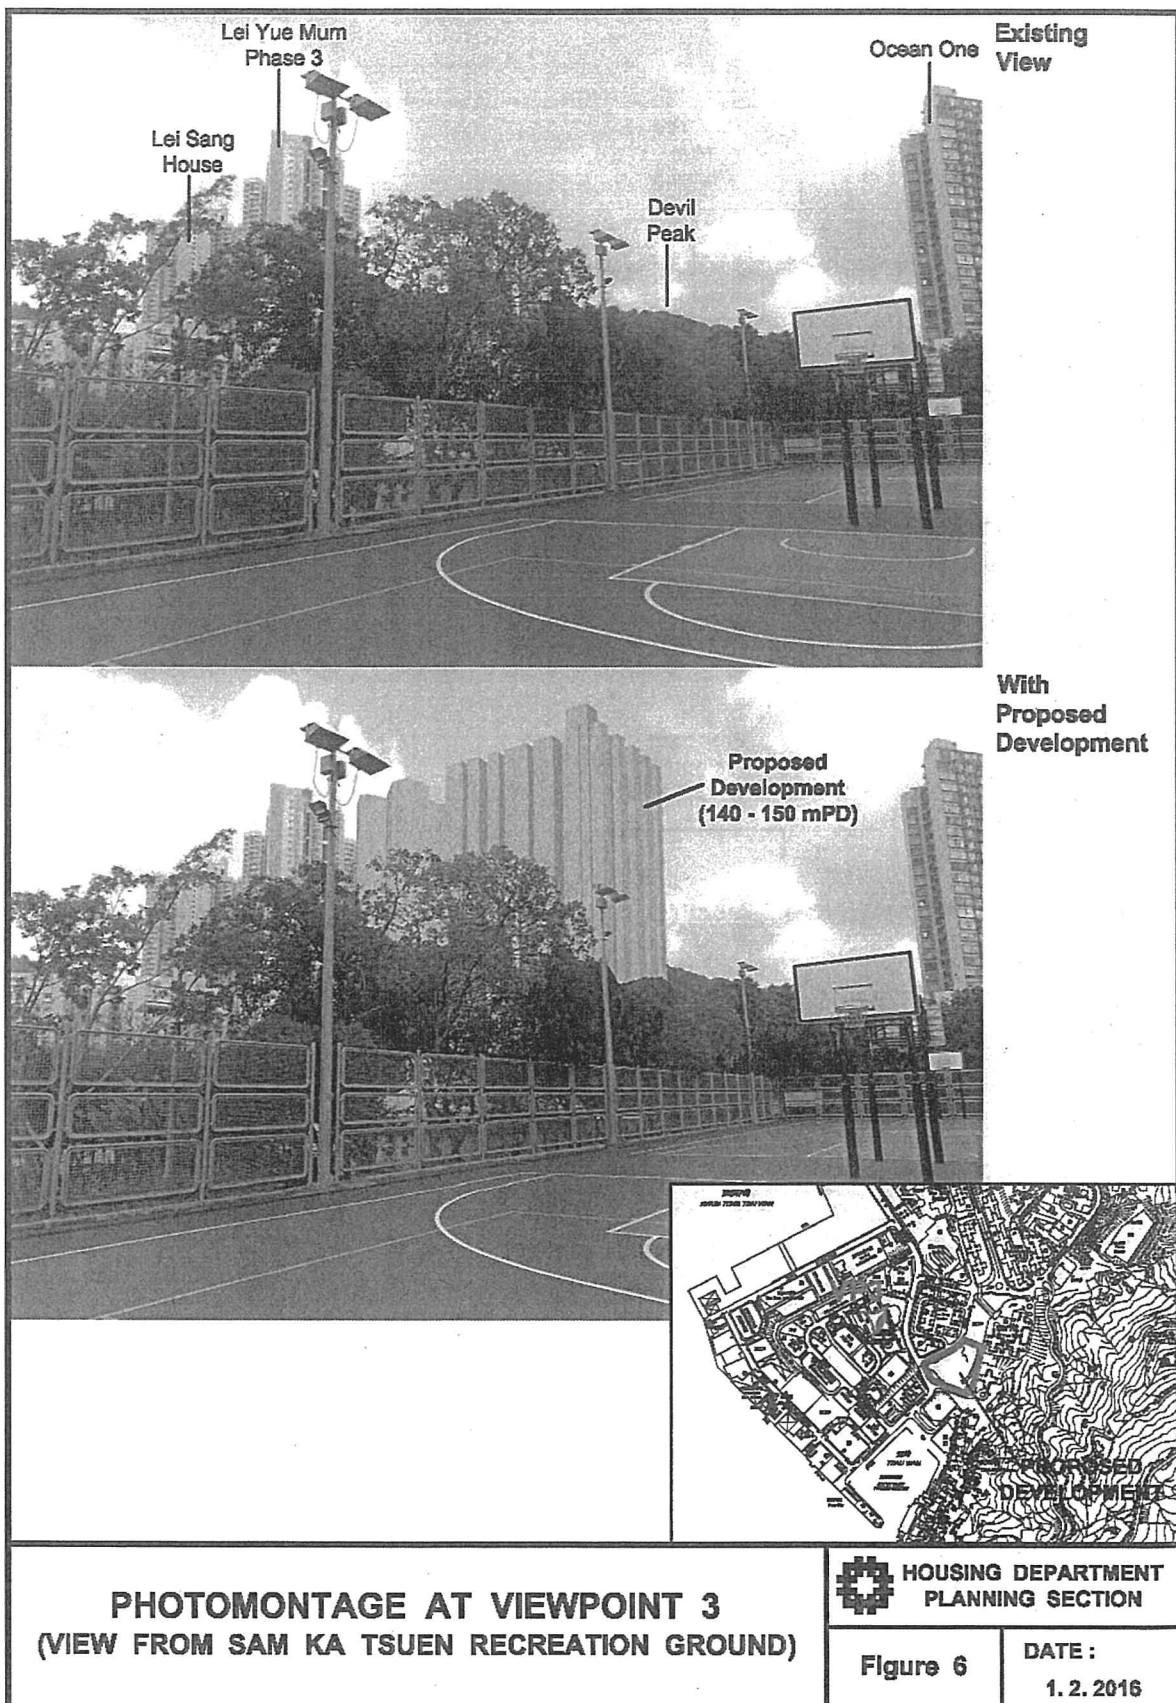 Lei Yue Mum
Phase 3
Ocean One
Existing
View
Lei Sang
House
Devil
Peak
With
Proposed
Development
Proposed
Development
(140 - 150 mPD)
PROPOSED
DEVELOPMENT
PHOTOMONTAGE AT VIEWPOINT 3
(VIEW FROM SAM KA TSUEN RECREATION GROUND)
HOUSING DEPARTMENT
PLANNING SECTION
Figure 6
DATE :
1. 2. 2016